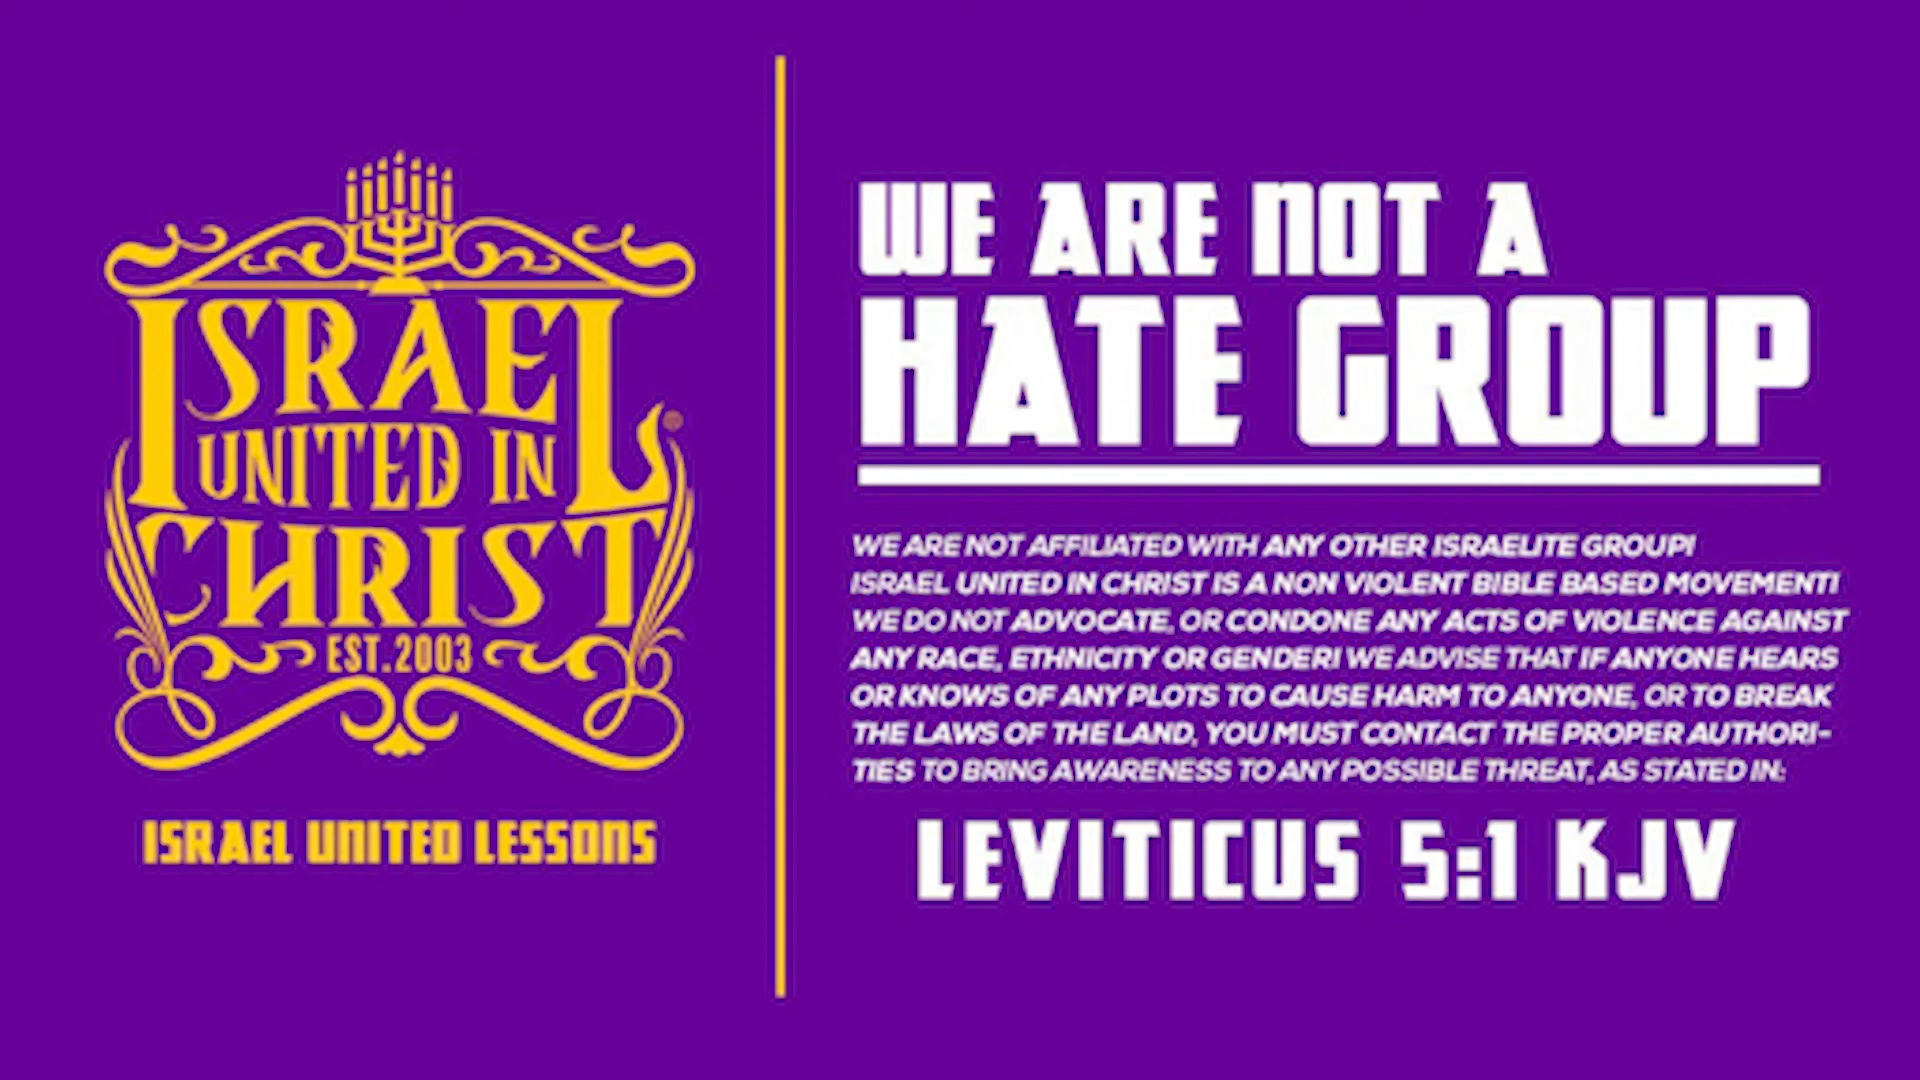 ISRAEL
UNITED IN
CHRIST
®
EST.2003
ISRAEL UNITED LESSONS
WE ARE NOT A
HATE GROUP
WE ARE NOT AFFILIATED WITH ANY OTHER ISRAELITE GROUP!
ISRAEL UNITED IN CHRIST IS A NON VIOLENT BIBLE BASED MOVEMENT!
WE DO NOT ADVOCATE, OR CONDONE ANY ACTS OF VIOLENCE AGAINST
ANY RACE, ETHNICITY OR GENDER! WE ADVISE THAT IF ANYONE HEARS
OR KNOWS OF ANY PLOTS TO CAUSE HARM TO ANYONE, OR TO BREAK
THE LAWS OF THE LAND, YOU MUST CONTACT THE PROPER AUTHORI-
TIES TO BRING AWARENESS TO ANY POSSIBLE THREAT, AS STATED IN:
LEVITICUS 5:1 KJV